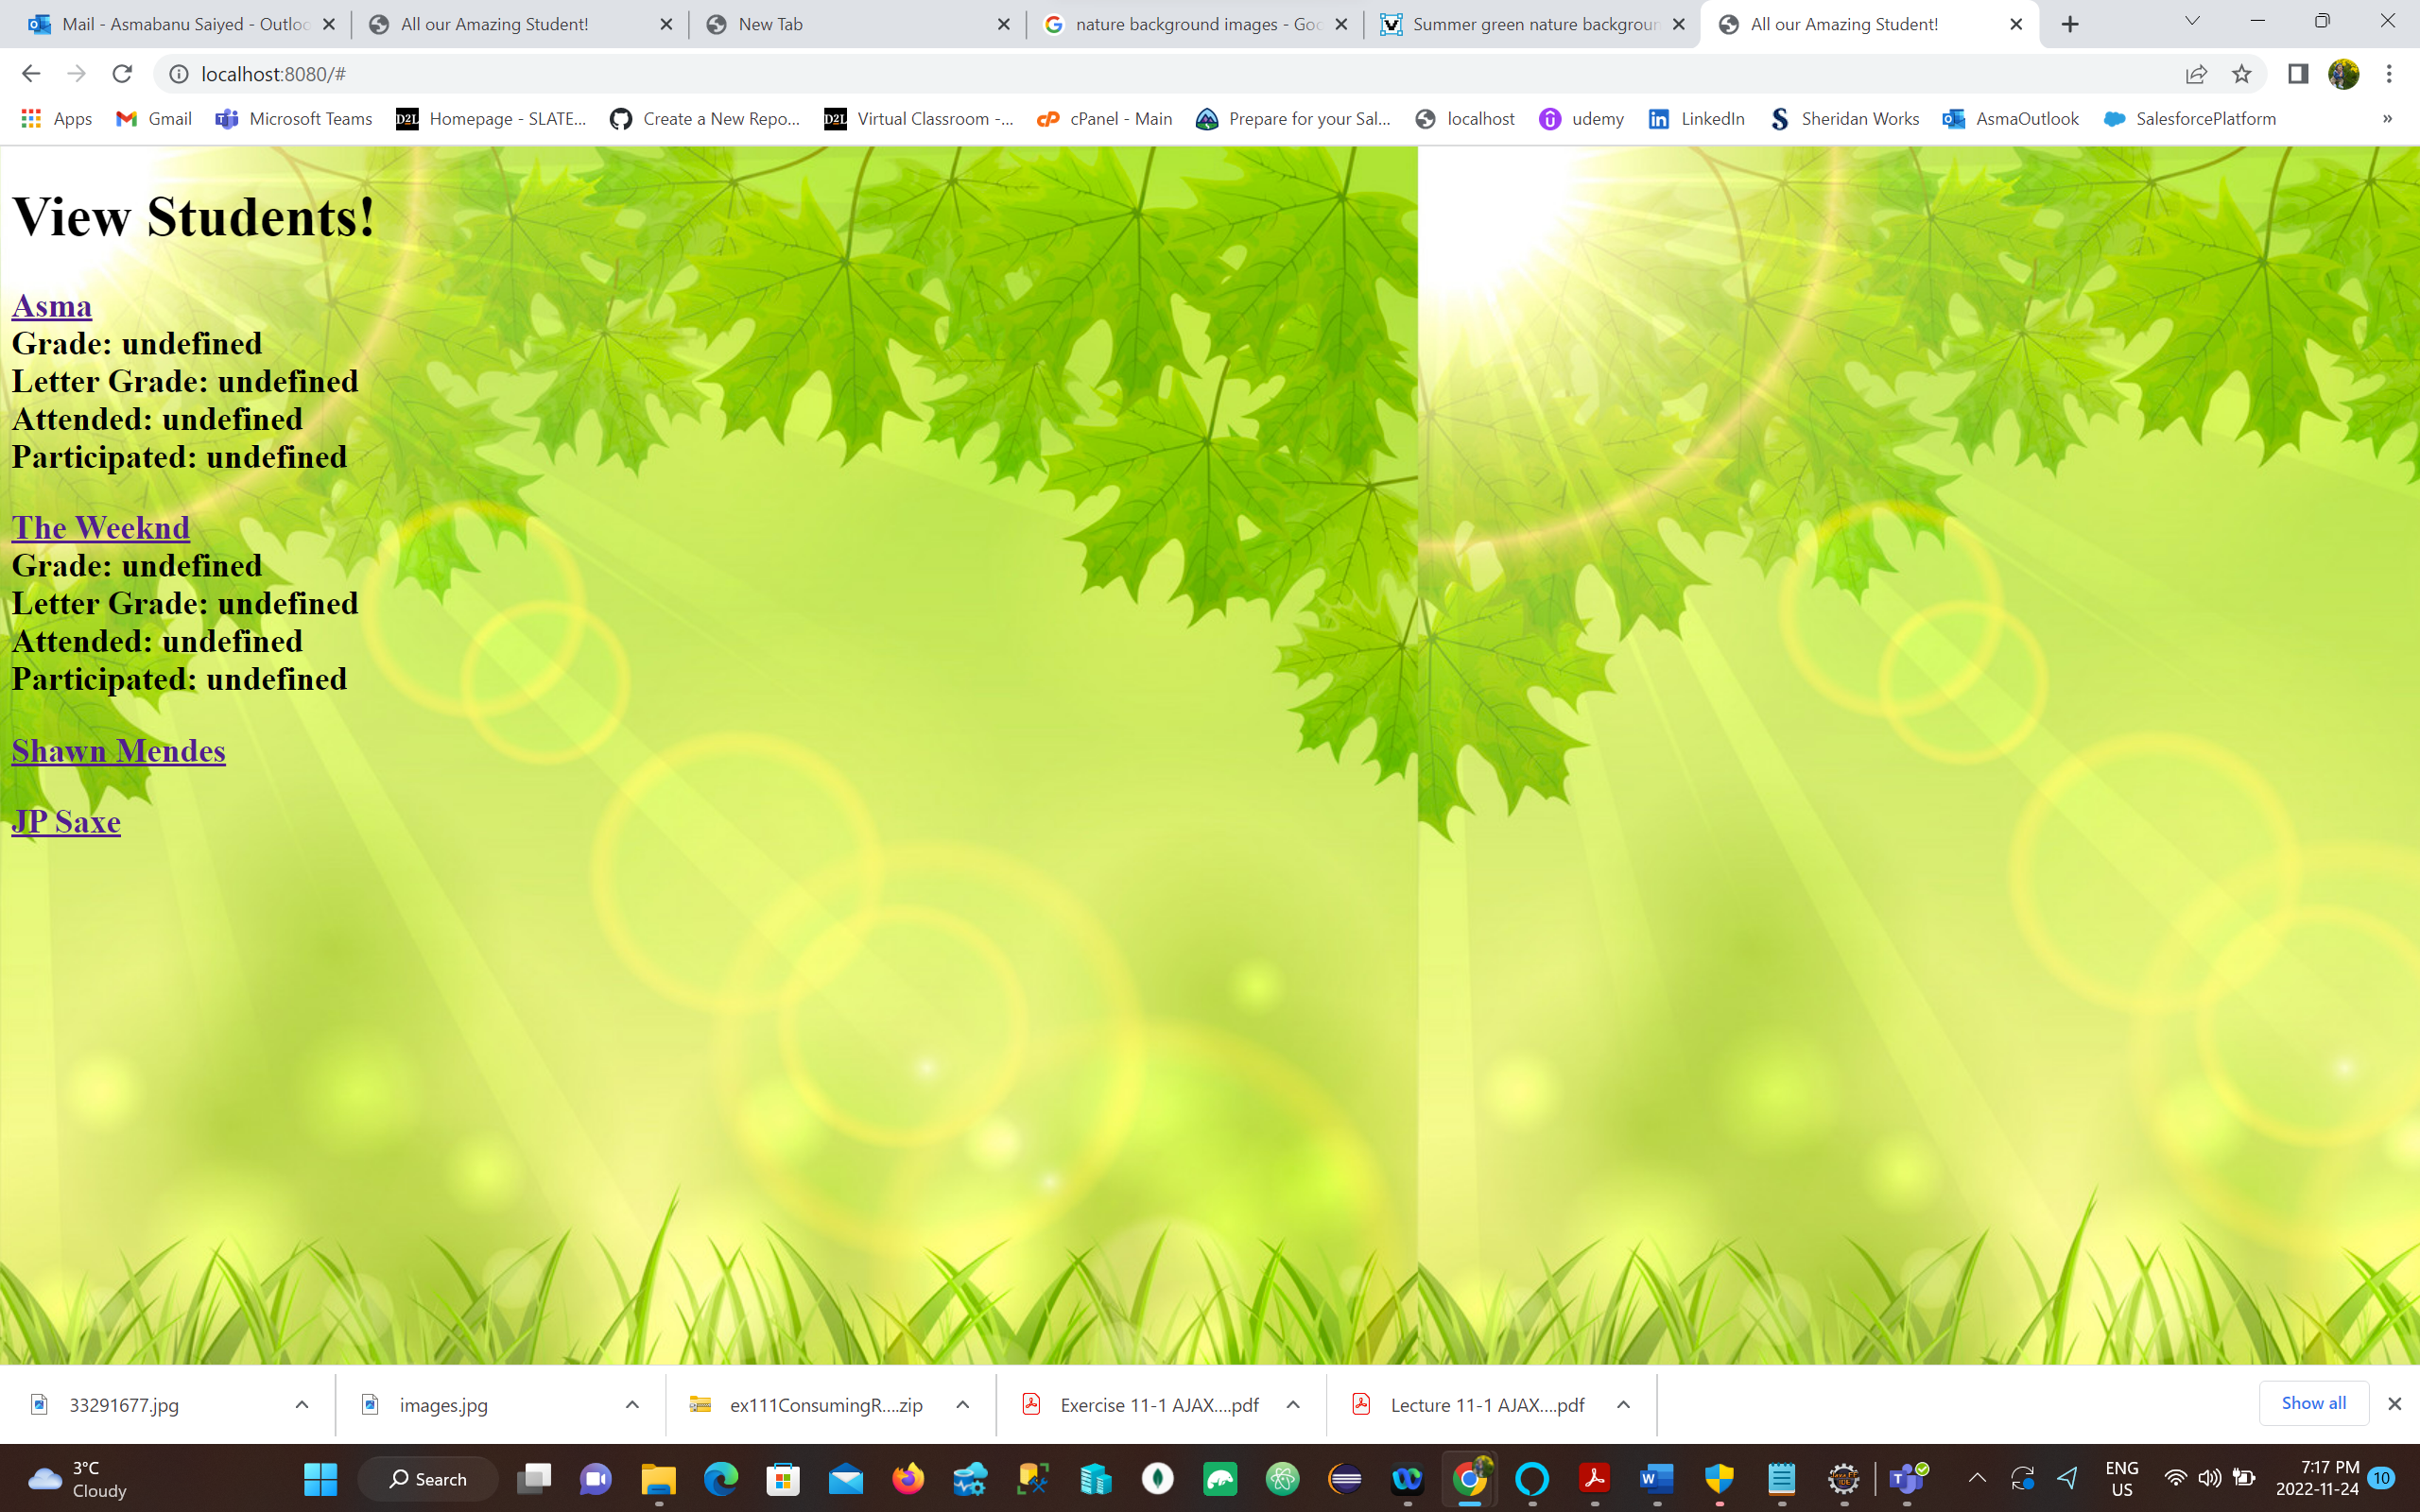 Mail - Asmabanu Saiyed - Outloo
All our Amazing Student!
New Tab
nature background images - Goo
Summer green nature backgroun
All our Amazing Student!
localhost:8080/#
Apps
Gmail
Microsoft Teams
D2L
Homepage - SLATE...
Create a New Repo...
D2L
Virtual Classroom -...
cP
cPanel - Main
Prepare for your Sal...
localhost
udemy
LinkedIn
Sheridan Works
AsmaOutlook
SalesforcePlatform
»
View Students!
Asma
Grade: undefined
Letter Grade: undefined
Attended: undefined
Participated: undefined
The Weeknd
Grade: undefined
Letter Grade: undefined
Attended: undefined
Participated: undefined
Shawn Mendes
JP Saxe
33291677.jpg
images.jpg
ex111ConsumingR....zip
Exercise 11-1 AJAX....pdf
Lecture 11-1 AJAX....pdf
Show all
3°C
Cloudy
Search
ENG
US
7:17 PM
2022-11-24
10